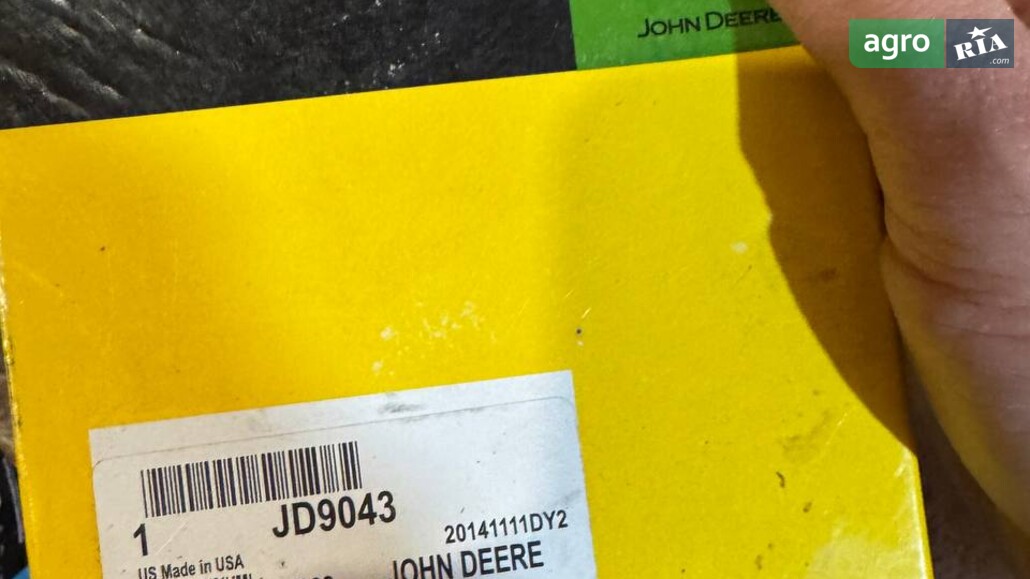 JOHN DEERE
agro RIA
.com
JD9043
1
20141111DY2
US Made in USA
JOHN DEERE